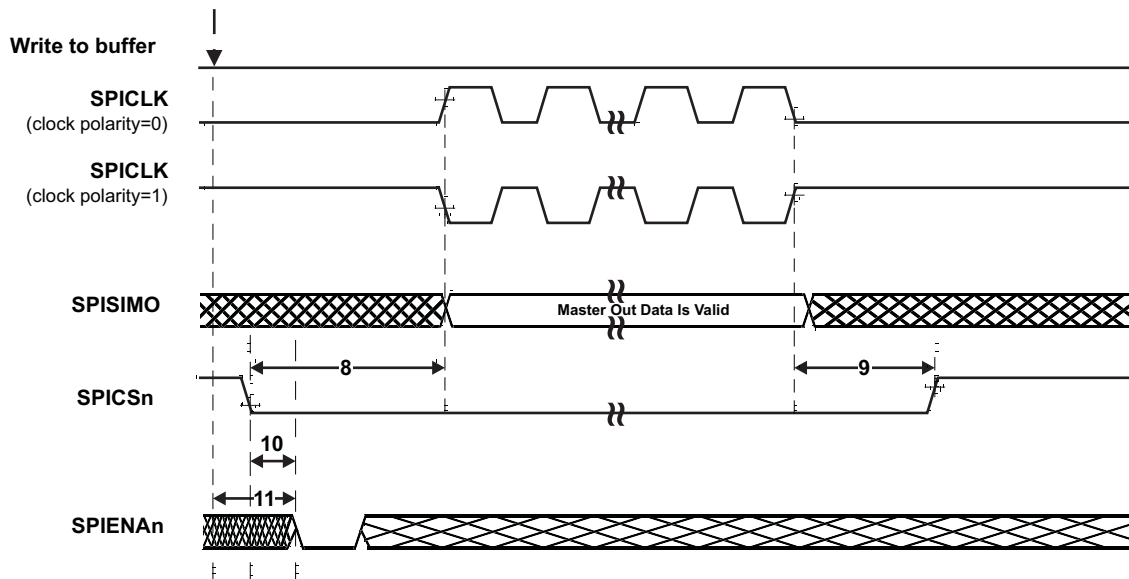 Write to buffer
SPICLK
(clock polarity=0)
SPICLK
(clock polarity=1)
SPISIMO
Master Out Data Is Valid
8
9
SPICSn
10
11
SPIENAn